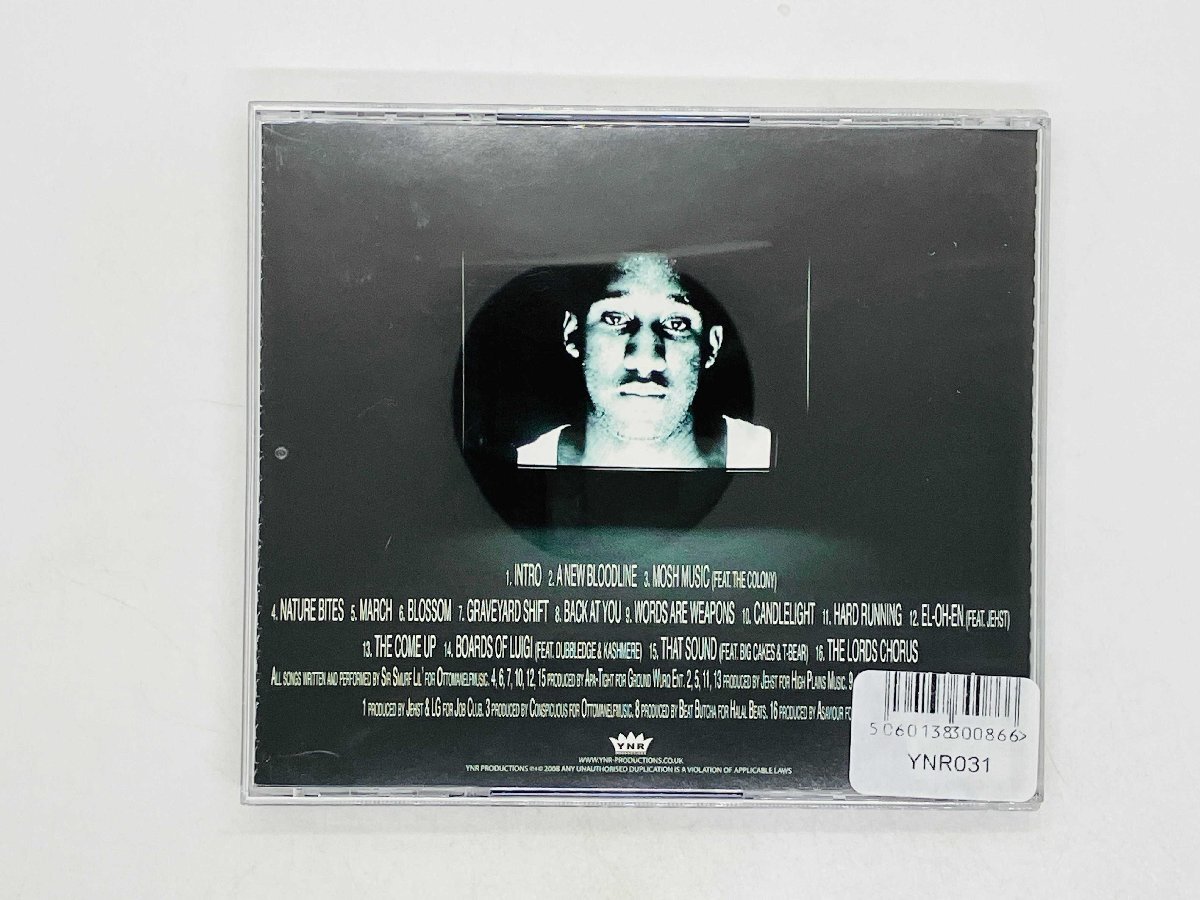 1. INTRO 2. A NEW BLOODLINE 3. MOSH MUSIC (FEAT. THE COLONY)
4. NATURE BITES 5. MARCH 6. BLOSSOM 7. GRAVEYARD SHIFT 8. BACK AT YOU 9. WORDS ARE WEAPONS 10. CANDLELIGHT 11. HARD RUNNING 12. EL-OH-EN (FEAT. JEHST)
13. THE COME UP 14. BOARDS OF LUIGI (FEAT. DUBBLEDGE & KASHMERE) 15. THAT SOUND (FEAT. BIG CAKES & T-BEAR) 16. THE LORDS CHORUS
ALL SONGS WRITTEN AND PERFORMED BY SIR SMURF LIL' FOR OTTOMANELFMUSIC. 4, 6, 7, 10, 12, 15 PRODUCED BY APA-TIGHT FOR GROUND WURD ENT. 2, 5, 11, 13 PRODUCED BY JEHST FOR HIGH PLAINS MUSIC. 9
1 PRODUCED BY JEHST & LG FOR JOB CLUB. 3 PRODUCED BY CONSPICIOUS FOR OTTOMANELFMUSIC. 8 PRODUCED BY BEAT BUTCHA FOR HALAL BEATS. 16 PRODUCED BY ASAVIOUR FO
YNR
WWW.YNR-PRODUCTIONS.CO.UK
YNR PRODUCTIONS ℗+© 2008 ANY UNAUTHORISED DUPLICATION IS A VIOLATION OF APPLICABLE LAWS
5060138300866>
YNR031